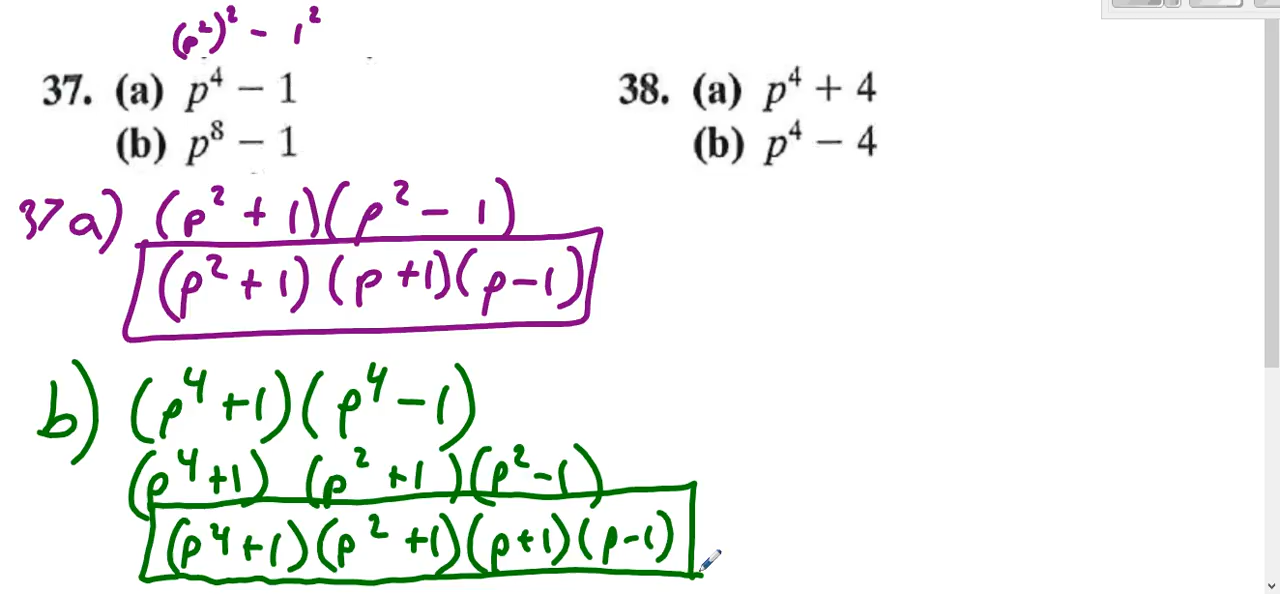 (p²)² - 1²
37. (a) p⁴ − 1
38. (a) p⁴ + 4
(b) p⁸ − 1
(b) p⁴ − 4
37a) (p² + 1)(p² - 1)
(p² + 1) (p + 1)(p - 1)
b) (p⁴ + 1)(p⁴ - 1)
(p⁴ + 1) (p² + 1)(p² - 1)
(p⁴ + 1)(p² + 1)(p + 1)(p - 1)